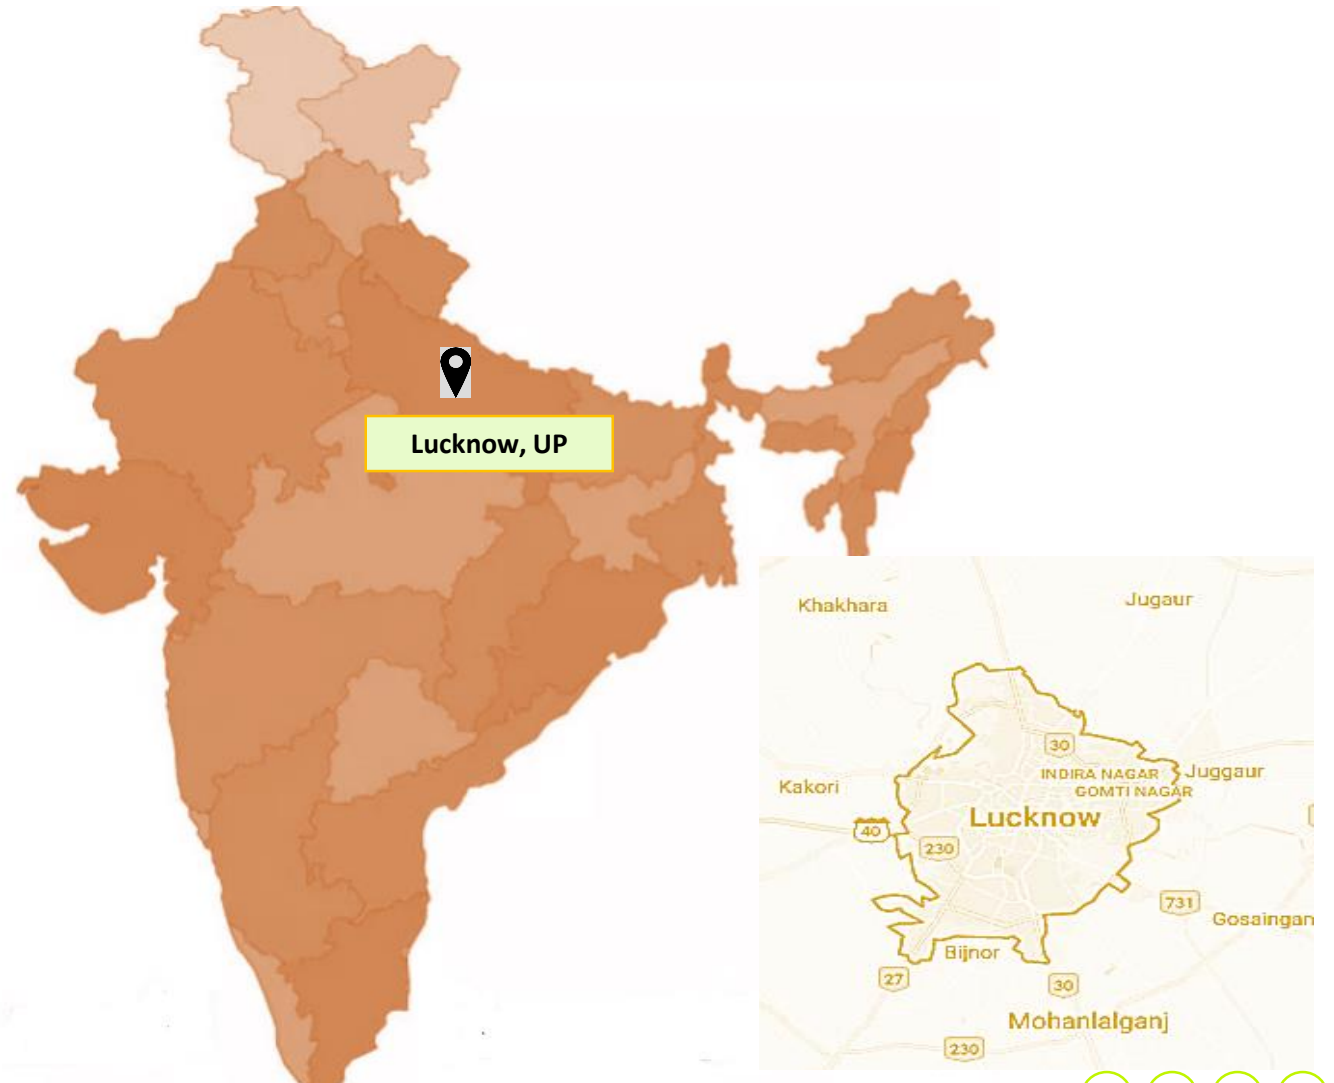 Lucknow, UP
Khakhara
Jugaur
30
INDIRA NAGAR
Juggaur
Kakori
GOMTI NAGAR
Lucknow
40
230
731
Gosaingan
Bijnor
27
30
Mohanlalganj
230